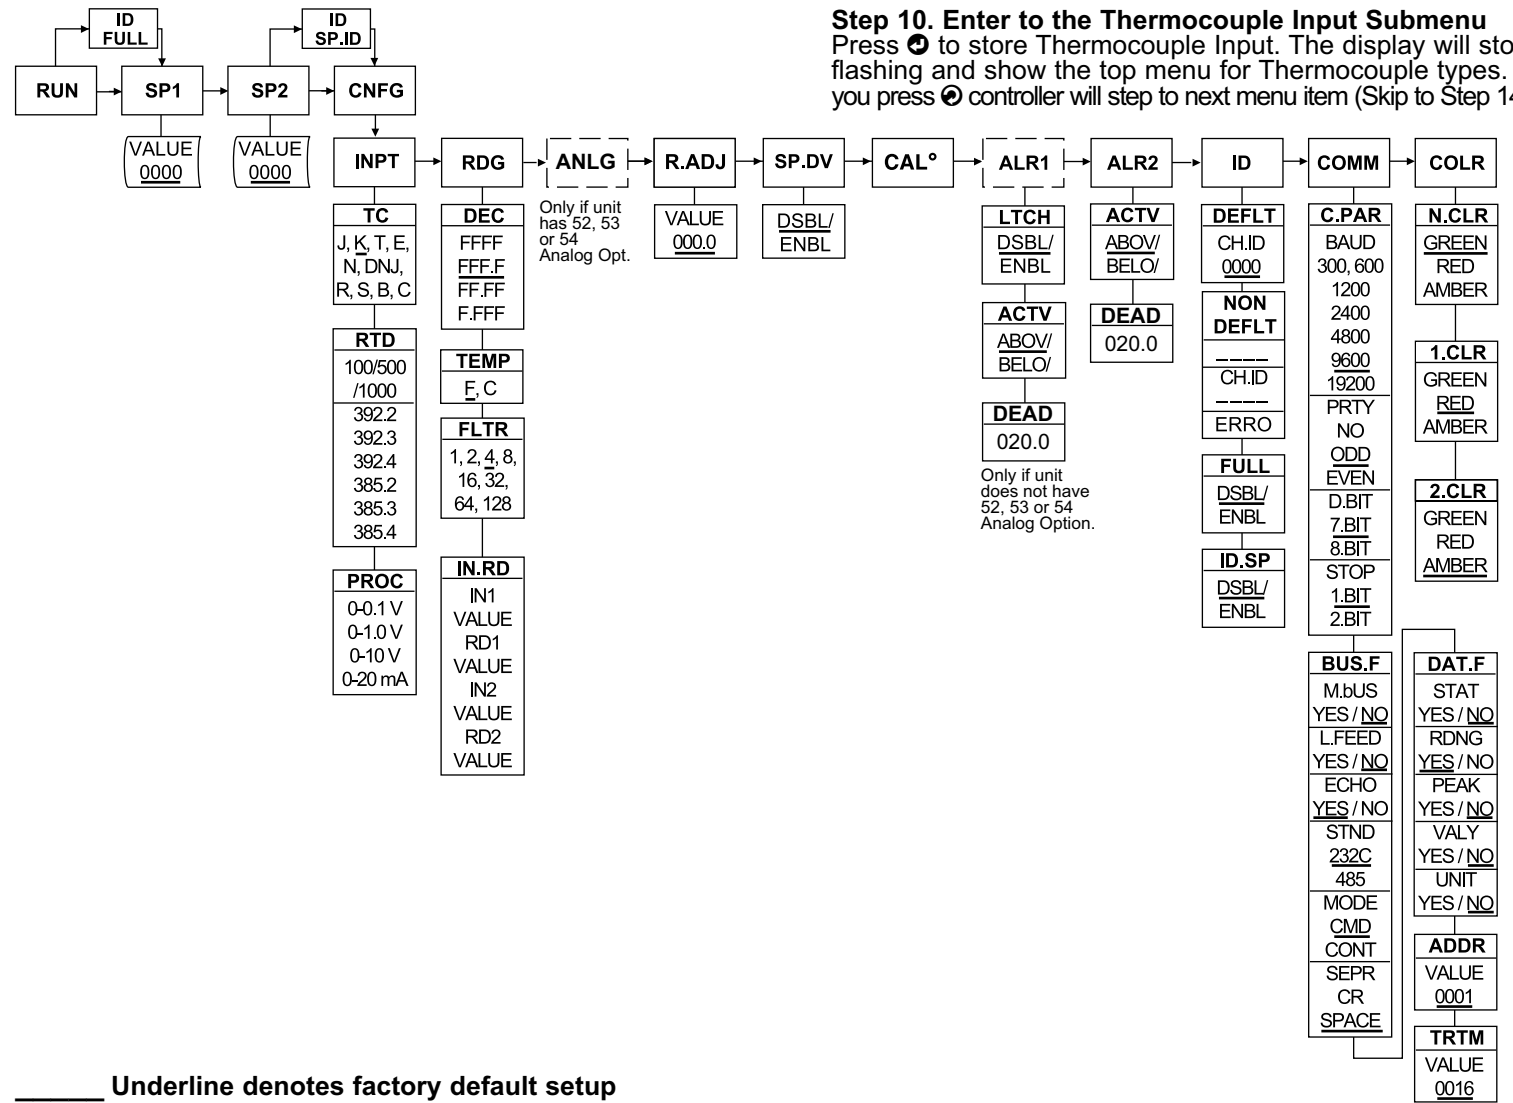 ID
FULL
ID
SP.ID
RUN
SP1
SP2
CNFG
VALUE
0000
VALUE
0000
Step 10. Enter to the Thermocouple Input Submenu
Press to store Thermocouple Input. The display will sto
flashing and show the top menu for Thermocouple types.
you press controller will step to next menu item (Skip to Step 14
INPT
RDG
ANLG
R.ADJ
SP.DV
CAL°
ALR1
ALR2
ID
COMM
COLR
TC
J, K, T, E,
N, DNJ,
R, S, B, C
RTD
100/500
/1000
392.2
392.3
392.4
385.2
385.3
385.4
PROC
0-0.1 V
0-1.0 V
0-10 V
0-20 mA
DEC
FFFF
FFF.F
FF.FF
F.FFF
TEMP
F, C
FLTR
1, 2, 4, 8,
16, 32,
64, 128
IN.RD
IN1
VALUE
RD1
VALUE
IN2
VALUE
RD2
VALUE
Only if unit
has 52, 53
or 54
Analog Opt.
VALUE
000.0
DSBL/
ENBL
LTCH
DSBL/
ENBL
ACTV
ABOV/
BELO/
DEAD
020.0
Only if unit
does not have
52, 53 or 54
Analog Option.
ACTV
ABOV/
BELO/
DEAD
020.0
DEFLT
CH.ID
0000
NON
DEFLT
_ _ _ _
CH.ID
_ _ _ _
ERRO
FULL
DSBL/
ENBL
ID.SP
DSBL/
ENBL
C.PAR
BAUD
300, 600
1200
2400
4800
9600
19200
PRTY
NO
ODD
EVEN
D.BIT
7.BIT
8.BIT
STOP
1.BIT
2.BIT
BUS.F
M.bUS
YES / NO
L.FEED
YES / NO
ECHO
YES / NO
STND
232C
485
MODE
CMD
CONT
SEPR
CR
SPACE
N.CLR
GREEN
RED
AMBER
1.CLR
GREEN
RED
AMBER
2.CLR
GREEN
RED
AMBER
DAT.F
STAT
YES / NO
RDNG
YES / NO
PEAK
YES / NO
VALY
YES / NO
UNIT
YES / NO
ADDR
VALUE
0001
TRTM
VALUE
0016
______ Underline denotes factory default setup